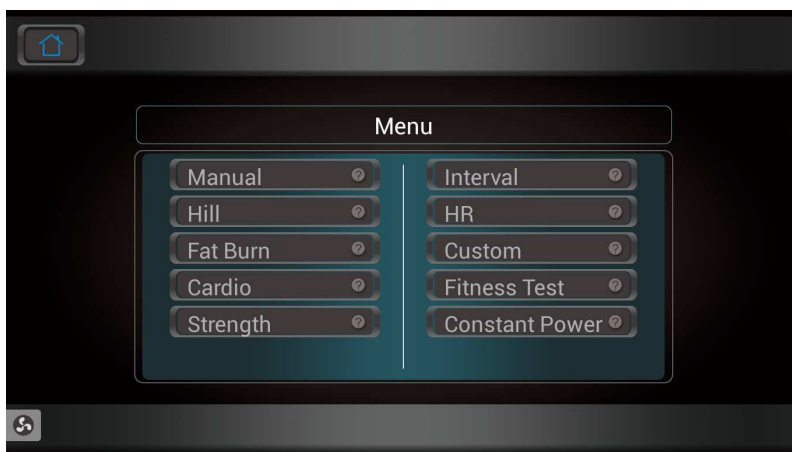 Menu
Manual
Hill
Fat Burn
Cardio
Strength
Interval
HR
Custom
Fitness Test
Constant Power